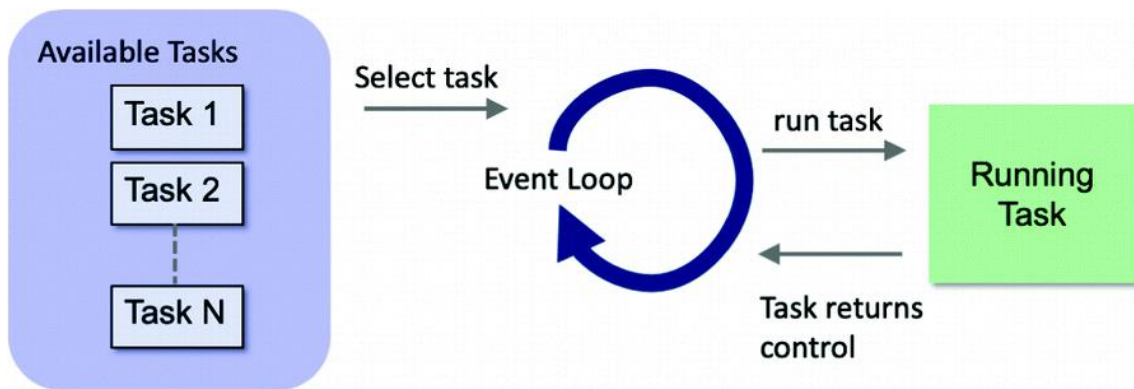 Available Tasks
Task 1
Task 2
Task N
Select task
Event Loop
run task
Task returns
control
Running
Task